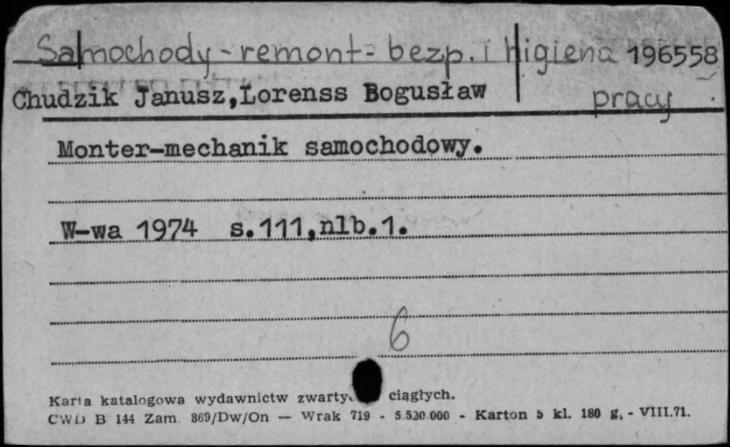 Samochody - remont - bezp. i higiena 196558
pracy
Chudzik Janusz, Lorenss Bogusław
Monter-mechanik samochodowy.
W-wa 1974 s.111,nlb.1.
6
Karta katalogowa wydawnictw zwarty ciągłych.
CWD B 144 Zam. 869/Dw/On — Wrak 719 - 5.520.000 - Karton kl. 180 g. - VIII.71.